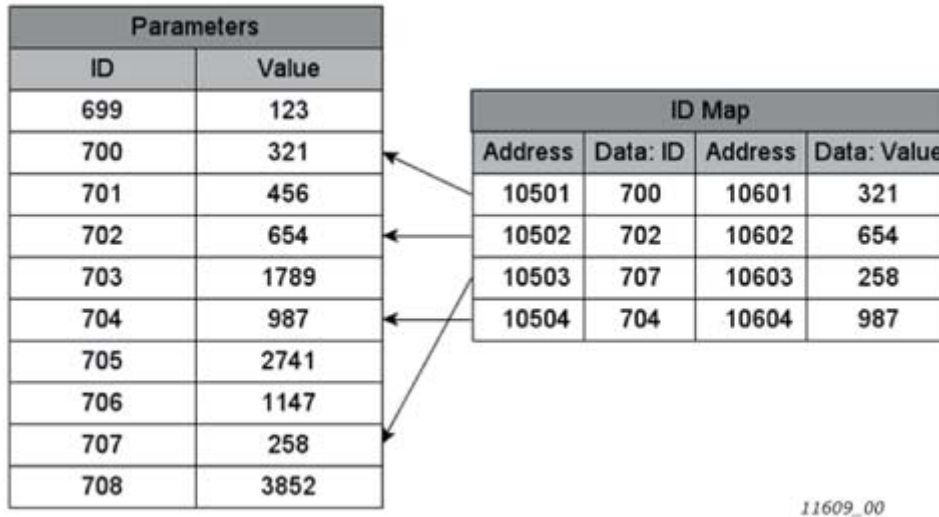 Parameters
ID Value
699 123
700 321
701 456
702 654
703 1789
704 987
705 2741
706 1147
707 258
708 3852
ID Map
Address Data: ID Address Data: Value
10501 700 10601 321
10502 702 10602 654
10503 707 10603 258
10504 704 10604 987
11609_00